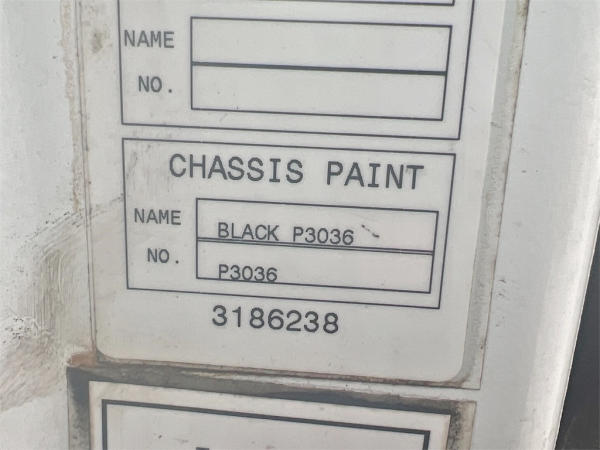 NAME
NO.
CHASSIS PAINT
NAME BLACK P3036
NO. P3036
3186238